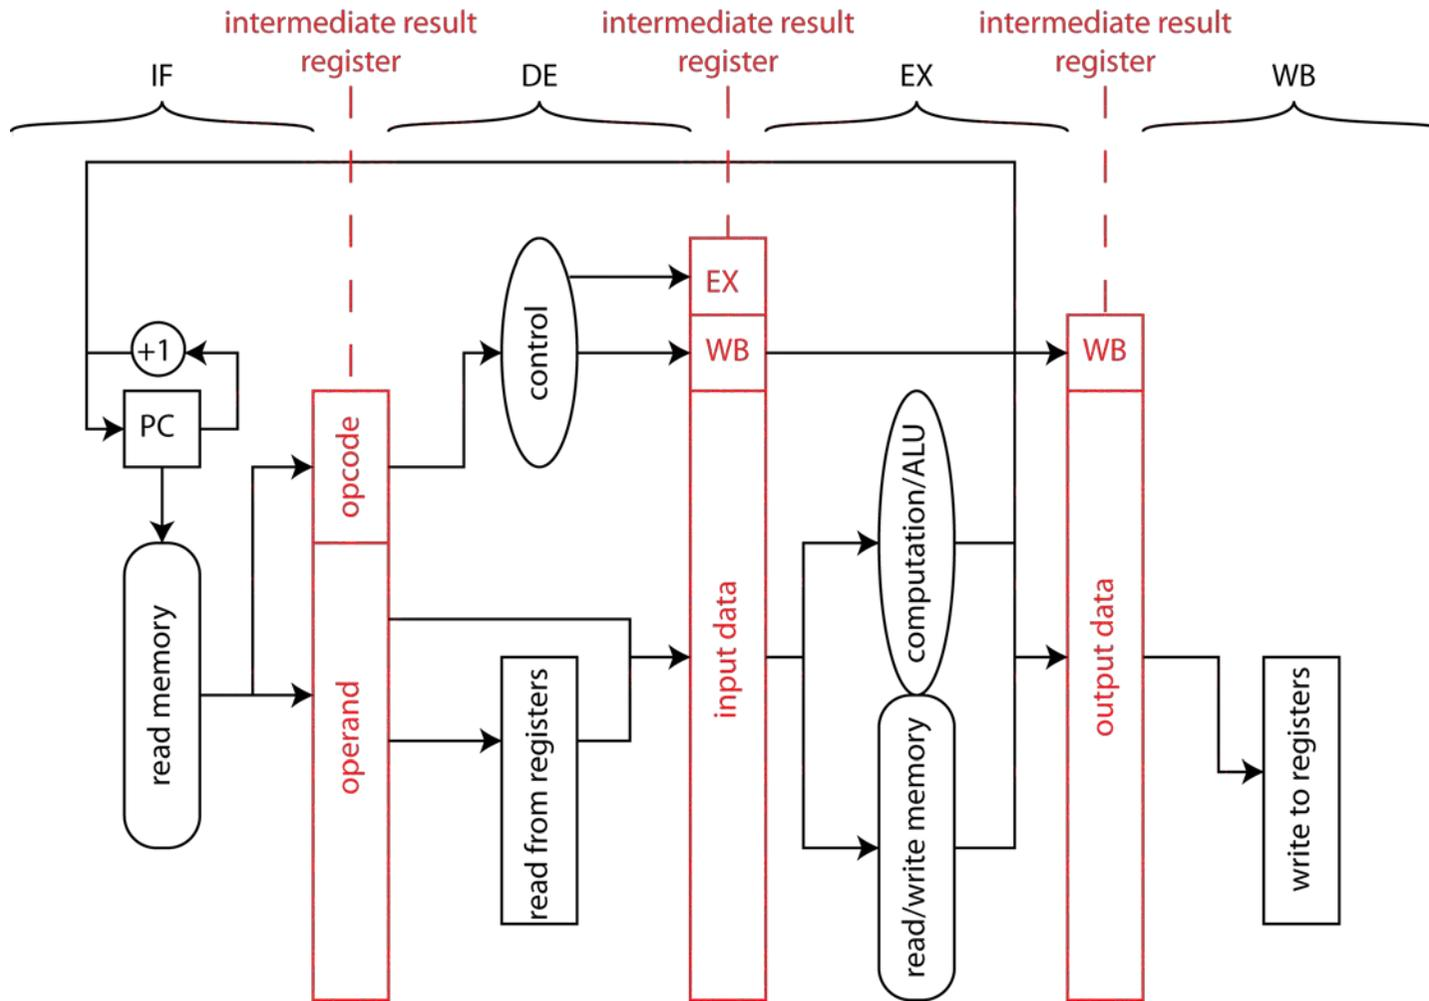 intermediate result
register
intermediate result
register
intermediate result
register
IF
DE
EX
WB
control
EX
WB
WB
+1
PC
opcode
computation/ALU
read memory
operand
read from registers
input data
read/write memory
output data
write to registers